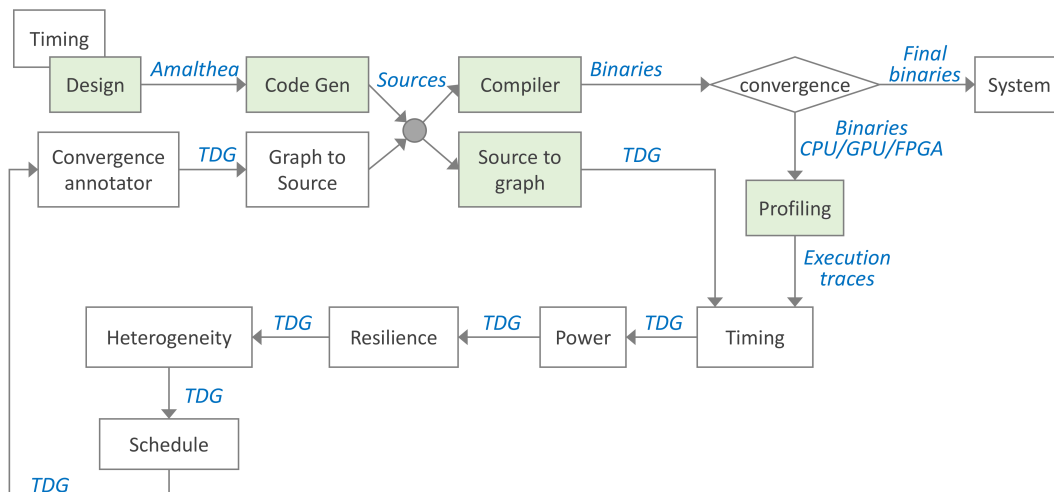 Timing
Design
Amalthea
Code Gen
Sources
Compiler
Binaries
convergence
Final
binaries
System
Convergence
annotator
TDG
Graph to
Source
Source to
graph
TDG
Binaries
CPU/GPU/FPGA
Profiling
Execution
traces
Heterogeneity
TDG
Resilience
TDG
Power
TDG
Timing
TDG
Schedule
TDG